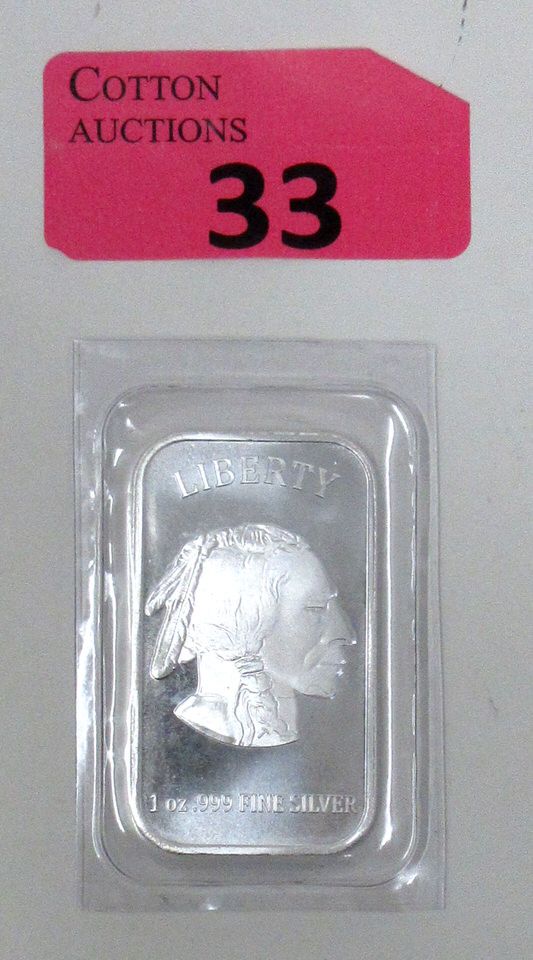 COTTON
AUCTIONS
33
LIBERTY
1 oz .999 FINE SILVER